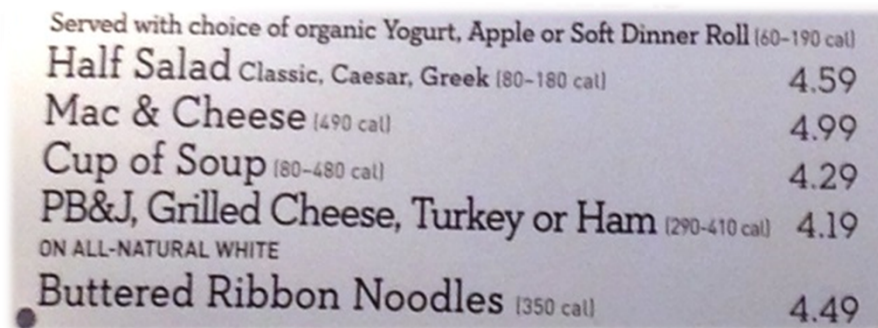 Served with choice of organic Yogurt, Apple or Soft Dinner Roll (60-190 cal)
Half Salad Classic, Caesar, Greek (80-180 cal) 4.59
Mac & Cheese (490 cal) 4.99
Cup of Soup (80-480 cal) 4.29
PB&J, Grilled Cheese, Turkey or Ham (290-410 cal) 4.19
ON ALL-NATURAL WHITE
Buttered Ribbon Noodles (350 cal) 4.49